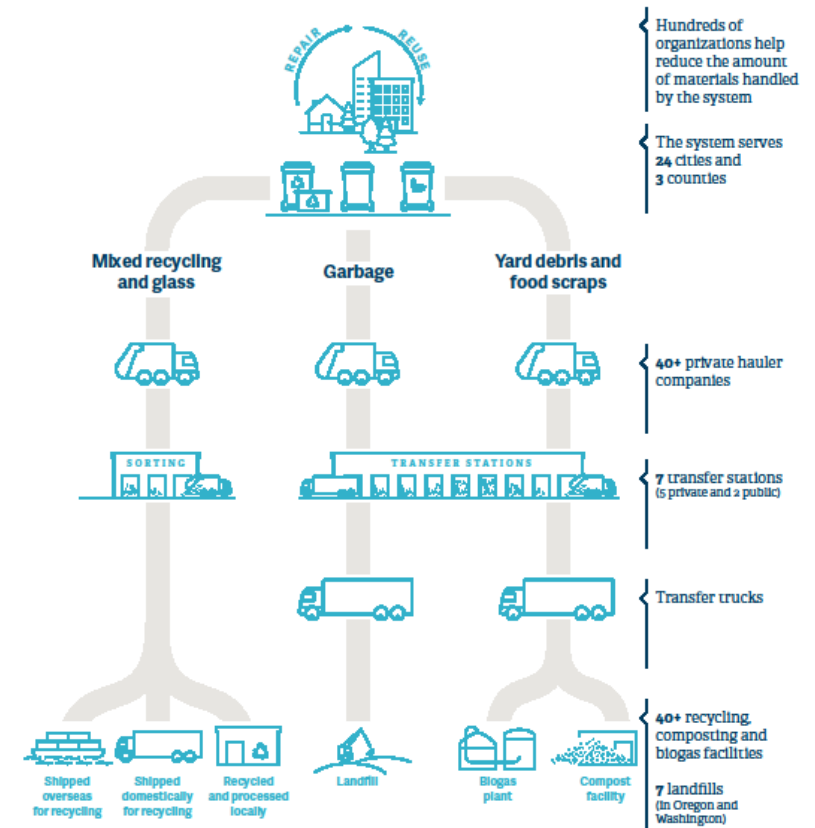 REPAIR
REUSE
Hundreds of
organizations help
reduce the amount
of materials handled
by the system
The system serves
24 cities and
3 counties
Mixed recycling
and glass
Garbage
Yard debris and
food scraps
40+ private hauler
companies
SORTING
TRANSFER STATIONS
7 transfer stations
(5 private and 2 public)
Transfer trucks
40+ recycling,
composting and
biogas facilities
Shipped
overseas
for recycling
Shipped
domestically
for recycling
Recycled
and processed
locally
Landfill
Biogas
plant
Compost
facility
7 landfills
(in Oregon and
Washington)